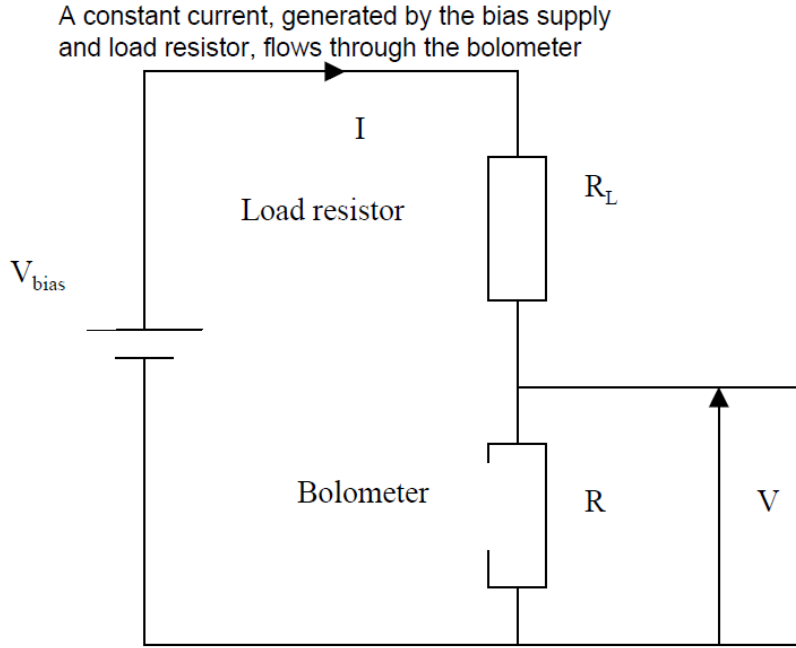 A constant current, generated by the bias supply
and load resistor, flows through the bolometer
I
R_L
Load resistor
V_bias
Bolometer
R
V